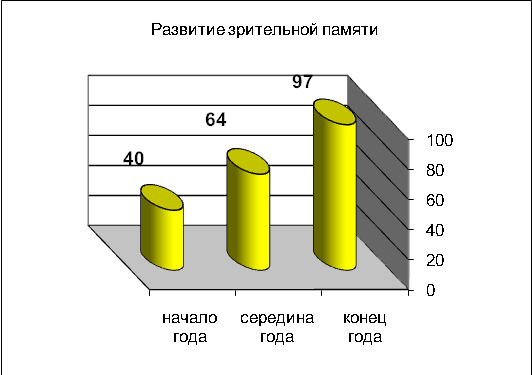 Развитие зрительной памяти
97
64
40
100
80
60
40
20
0
начало года
середина года
конец года